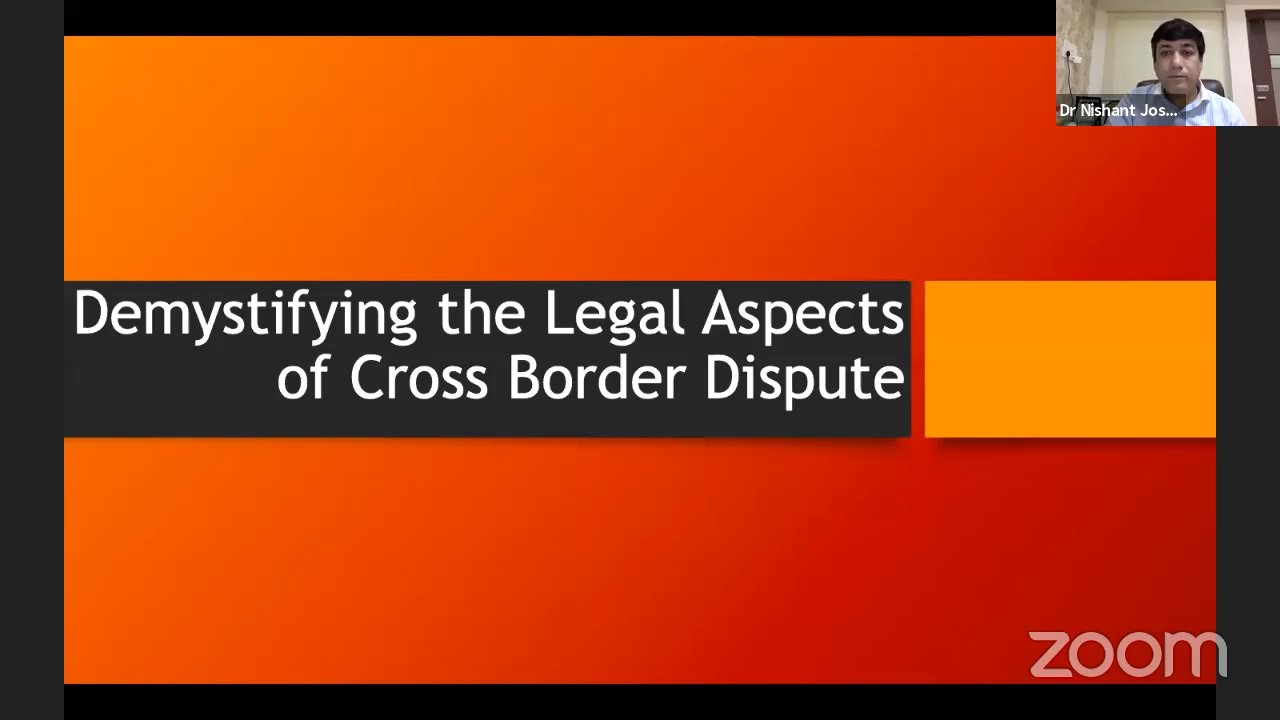 Dr Nishant Jos...
Demystifying the Legal Aspects
of Cross Border Dispute
zoom